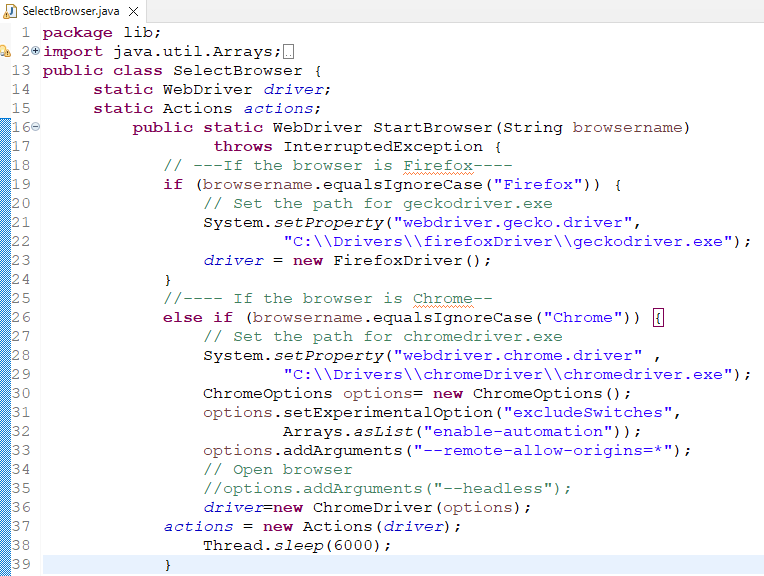 SelectBrowser.java
1 package lib;
2 import java.util.Arrays;
13 public class SelectBrowser {
14 static WebDriver driver;
15 static Actions actions;
16 public static WebDriver StartBrowser(String browsername)
17 throws InterruptedException {
18 // ---If the browser is Firefox----
19 if (browsername.equalsIgnoreCase("Firefox")) {
20 // Set the path for geckodriver.exe
21 System.setProperty("webdriver.gecko.driver",
22 "C:\\Drivers\\firefoxDriver\\geckodriver.exe");
23 driver = new FirefoxDriver();
24 }
25 //---- If the browser is Chrome--
26 else if (browsername.equalsIgnoreCase("Chrome")) {
27 // Set the path for chromedriver.exe
28 System.setProperty("webdriver.chrome.driver" ,
29 "C:\\Drivers\\chromeDriver\\chromedriver.exe");
30 ChromeOptions options= new ChromeOptions();
31 options.setExperimentalOption("excludeSwitches",
32 Arrays.asList("enable-automation"));
33 options.addArguments("--remote-allow-origins=*");
34 // Open browser
35 //options.addArguments("--headless");
36 driver=new ChromeDriver(options);
37 actions = new Actions(driver);
38 Thread.sleep(6000);
39 }